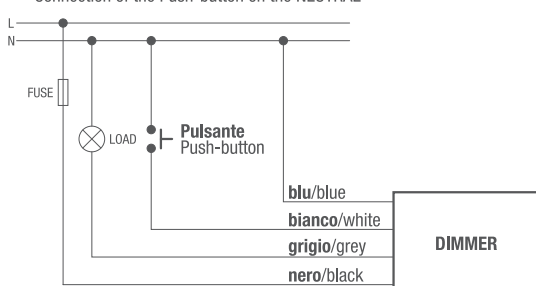 Connection of the Push-button on the NEUTRAL
L
N
FUSE
LOAD
Pulsante
Push-button
blu/blue
bianco/white
grigio/grey
nero/black
DIMMER